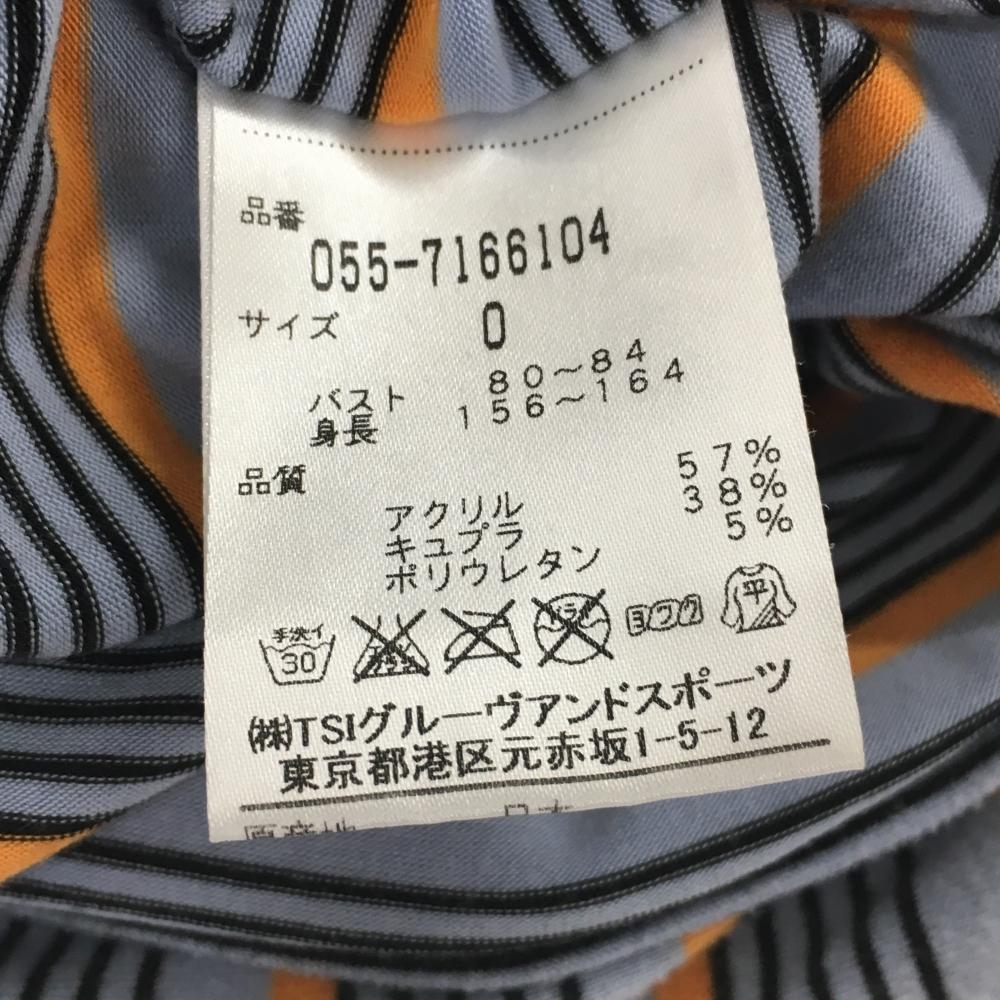 品番
055-7166104
サイズ 0
バスト 80～84
身長 156～164
品質
アクリル 57%
キュプラ 38%
ポリウレタン 5%
手洗イ 30 ドライ ヨワク 平
㈱TSIグルーヴアンドスポーツ
東京都港区元赤坂1-5-12